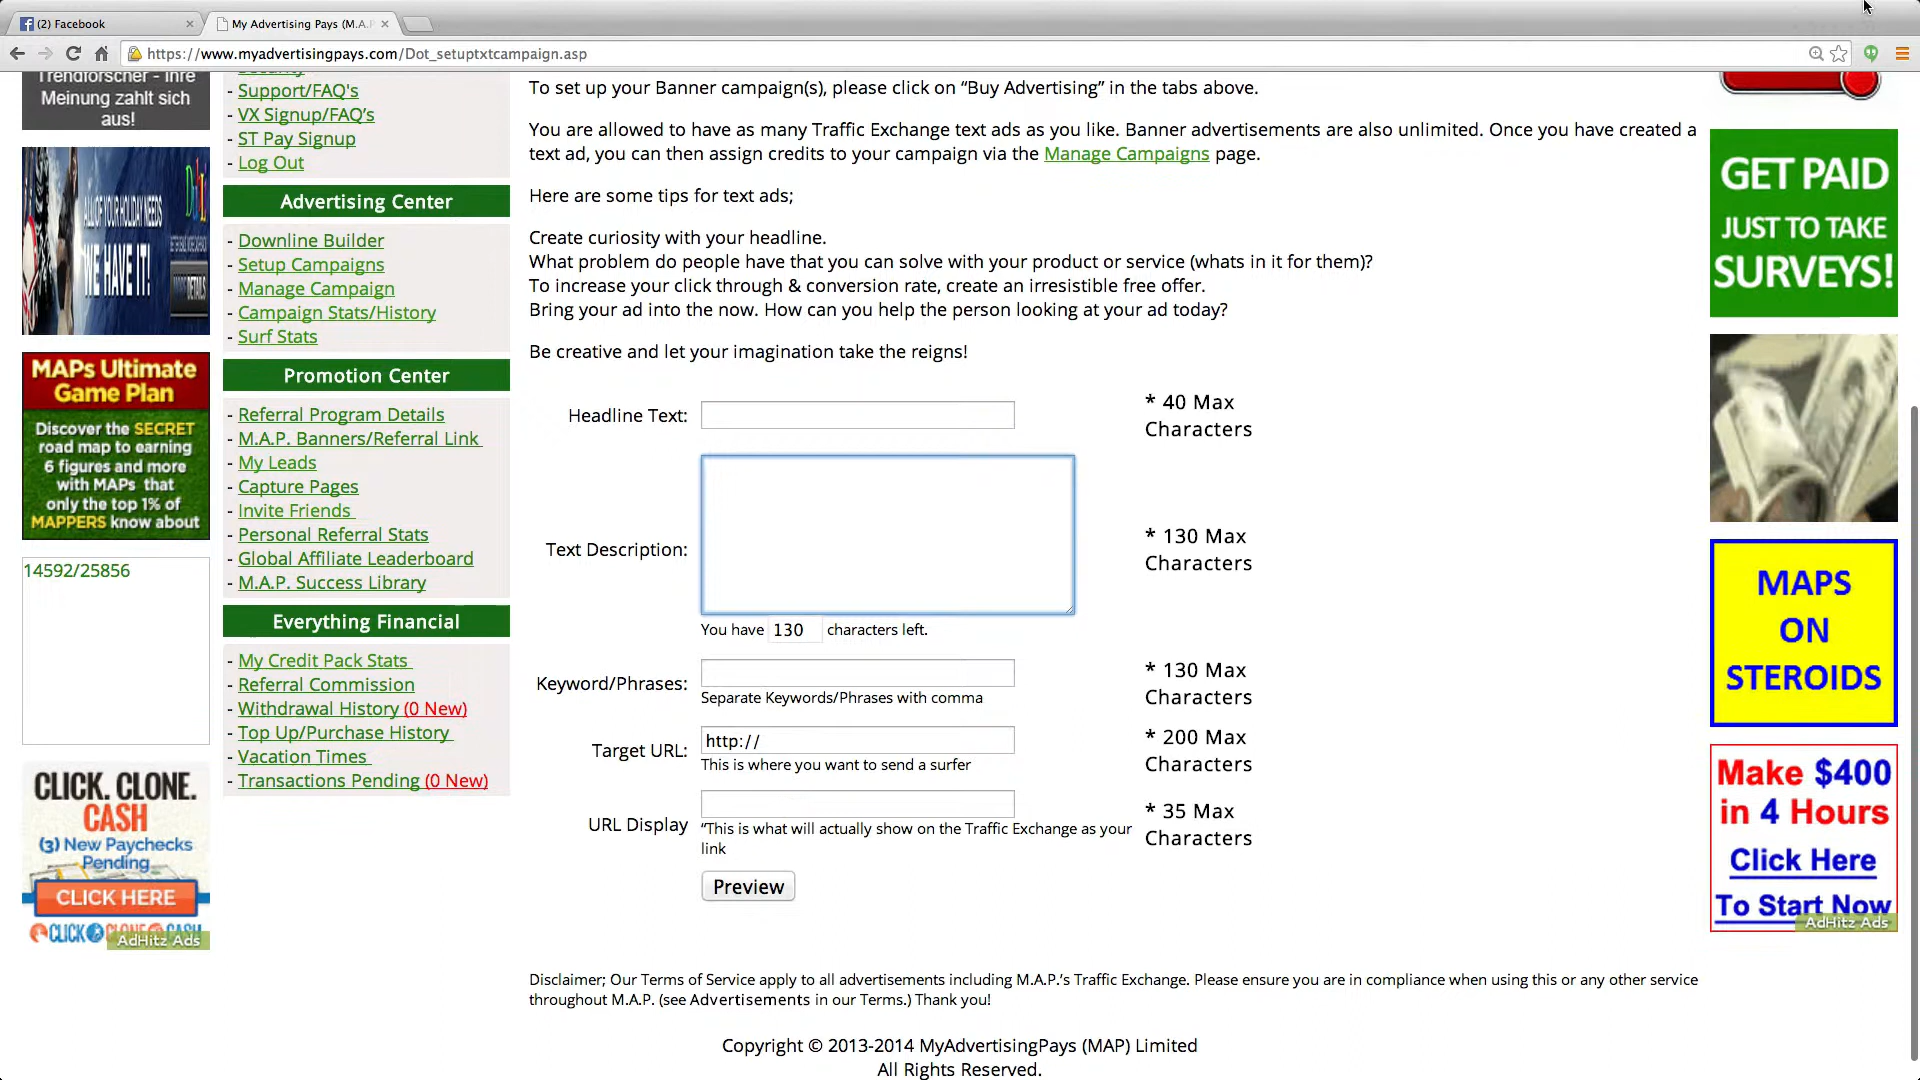 (2) Facebook
My Advertising Pays (M.A.P.
https://www.myadvertisingpays.com/Dot_setuptxtcampaign.asp
Trendforscher - Ihre
Meinung zahlt sich
aus!
ALL OF YOUR HOLIDAY NEEDS
WE HAVE IT!
MAPs Ultimate
Game Plan
Discover the SECRET
road map to earning
6 figures and more
with MAPs that
only the top 1% of
MAPPERS know about
14592/25856
CLICK. CLONE.
CASH
(3) New Paychecks
Pending
CLICK HERE
CLICK CLONE CASH
AdHitz Ads
- Support/FAQ's
- VX Signup/FAQ's
- ST Pay Signup
- Log Out
Advertising Center
- Downline Builder
- Setup Campaigns
- Manage Campaign
- Campaign Stats/History
- Surf Stats
Promotion Center
- Referral Program Details
- M.A.P. Banners/Referral Link
- My Leads
- Capture Pages
- Invite Friends
- Personal Referral Stats
- Global Affiliate Leaderboard
- M.A.P. Success Library
Everything Financial
- My Credit Pack Stats
- Referral Commission
- Withdrawal History (0 New)
- Top Up/Purchase History
- Vacation Times
- Transactions Pending (0 New)
To set up your Banner campaign(s), please click on “Buy Advertising” in the tabs above.
You are allowed to have as many Traffic Exchange text ads as you like. Banner advertisements are also unlimited. Once you have created a
text ad, you can then assign credits to your campaign via the Manage Campaigns page.
Here are some tips for text ads;
Create curiosity with your headline.
What problem do people have that you can solve with your product or service (whats in it for them)?
To increase your click through & conversion rate, create an irresistible free offer.
Bring your ad into the now. How can you help the person looking at your ad today?
Be creative and let your imagination take the reigns!
Headline Text:
* 40 Max
Characters
Text Description:
* 130 Max
Characters
You have 130 characters left.
Keyword/Phrases:
* 130 Max
Characters
Separate Keywords/Phrases with comma
Target URL: http://
* 200 Max
Characters
This is where you want to send a surfer
URL Display
* 35 Max
Characters
“This is what will actually show on the Traffic Exchange as your
link
Preview
Disclaimer; Our Terms of Service apply to all advertisements including M.A.P.’s Traffic Exchange. Please ensure you are in compliance when using this or any other service
throughout M.A.P. (see Advertisements in our Terms.) Thank you!
Copyright © 2013-2014 MyAdvertisingPays (MAP) Limited
All Rights Reserved.
GET PAID
JUST TO TAKE
SURVEYS!
MAPS
ON
STEROIDS
Make $400
in 4 Hours
Click Here
To Start Now
AdHitz Ads